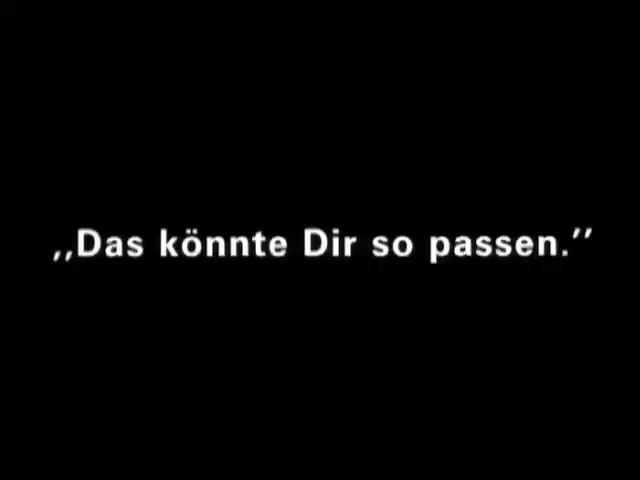 ,,Das könnte Dir so passen.”